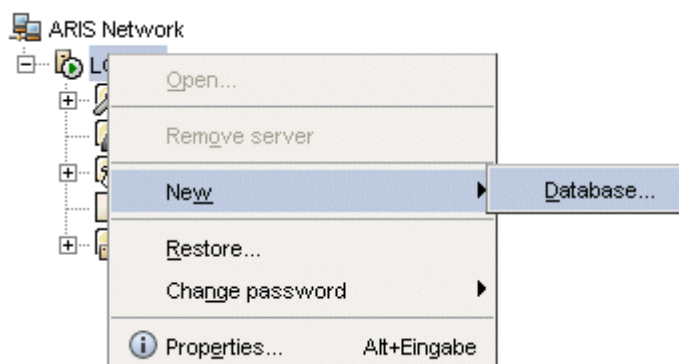 ARIS Network
Open...
Remove server
New
Database...
Restore...
Change password
Properties... Alt+Eingabe